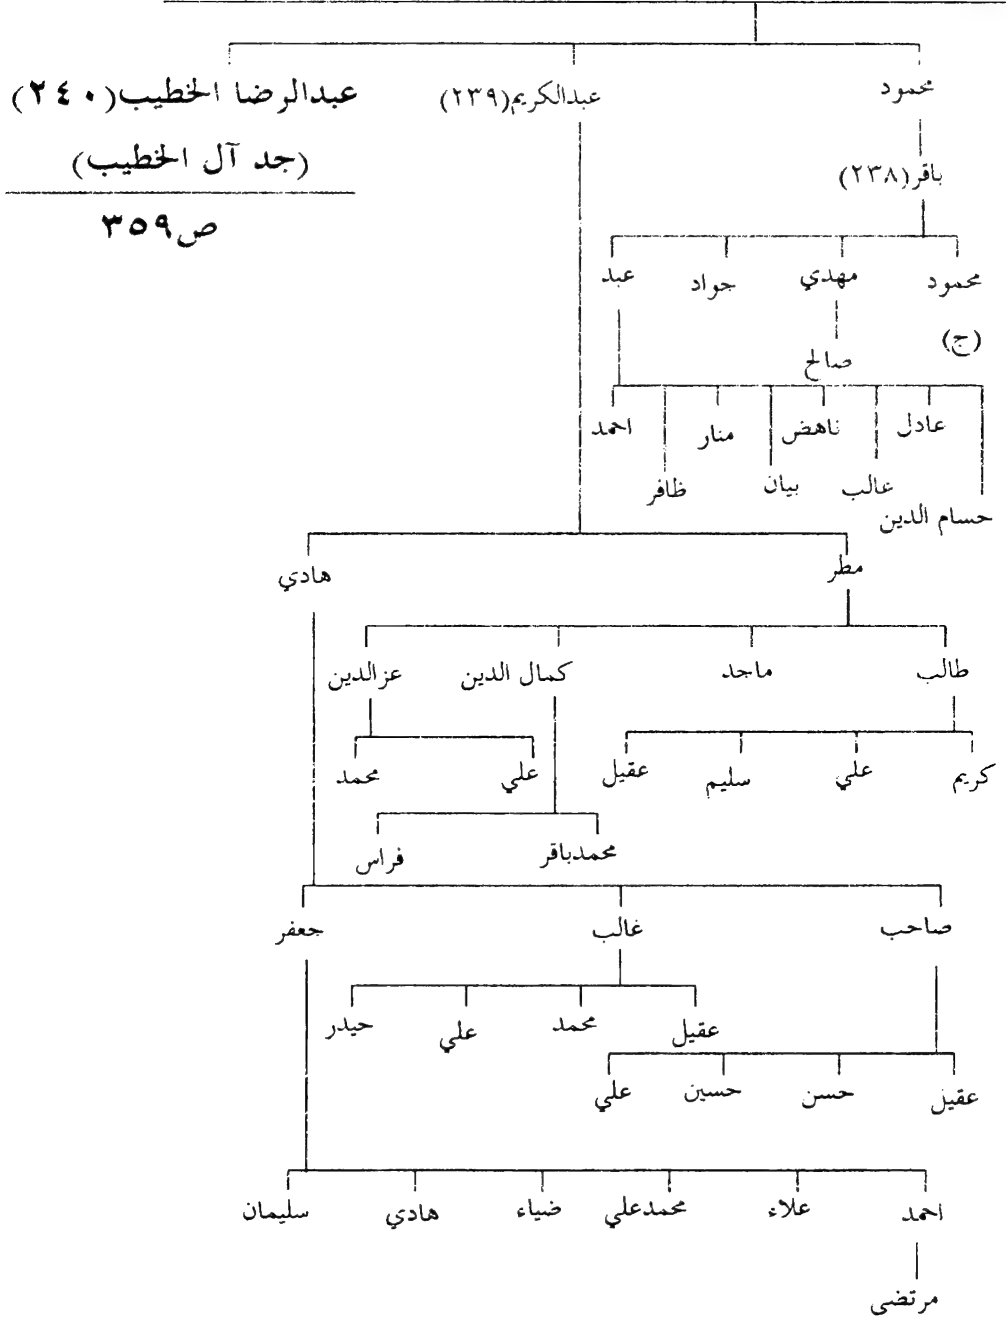 محمود
عبدالكريم (٢٣٩)
عبدالرضا الخطيب (٢٤٠)
(جد آل الخطيب)
ص٣٥٩
باقر (٢٣٨)
محمود
مهدي
جواد
عبد
(ج)
صالح
عادل
ناهض
منار
احمد
غالب
بيان
ظافر
حسام الدين
مطر
هادي
طالب
ماجد
كمال الدين
عزالدين
كريم
علي
سليم
عقيل
علي
محمد
محمدباقر
فراس
صاحب
غالب
جعفر
عقيل
محمد
علي
حيدر
عقيل
حسن
حسين
علي
احمد
علاء
محمدعلي
ضياء
هادي
سليمان
مرتضى